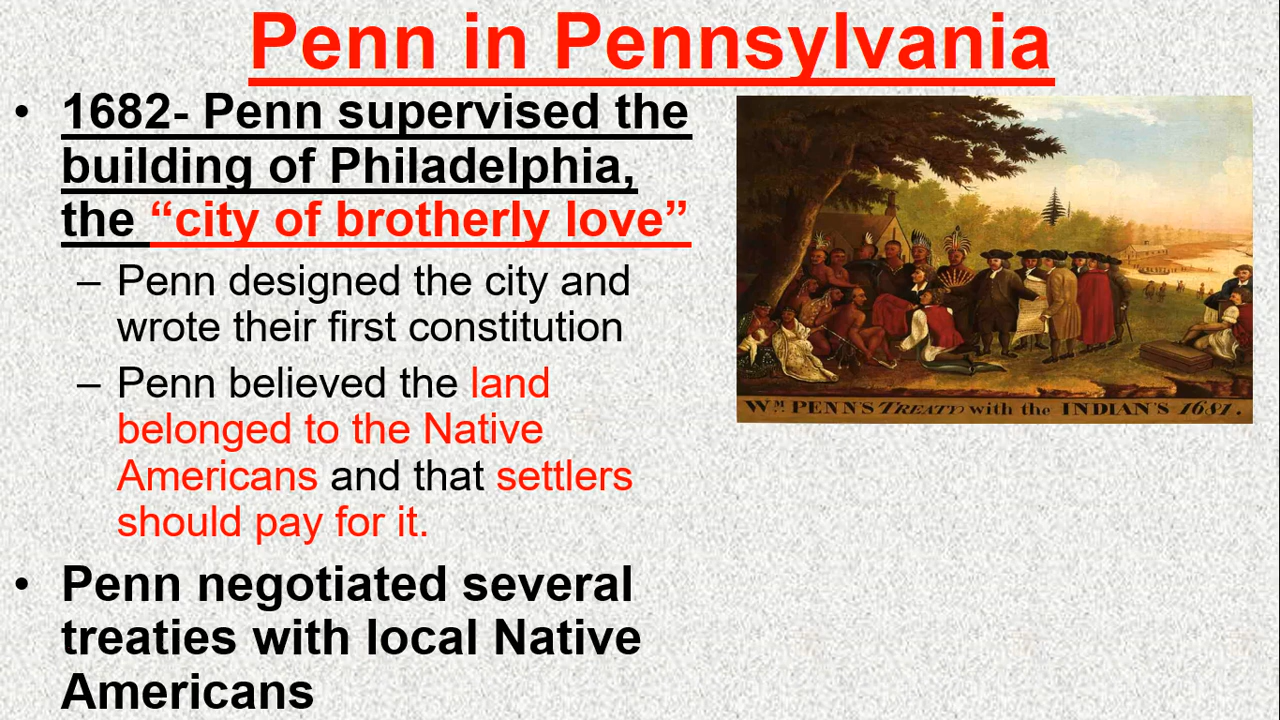 Penn in Pennsylvania
• 1682- Penn supervised the
building of Philadelphia,
the “city of brotherly love”
– Penn designed the city and
wrote their first constitution
– Penn believed the land
belonged to the Native
Americans and that settlers
should pay for it.
• Penn negotiated several
treaties with local Native
Americans
WM PENN'S TREATY with the INDIAN'S 1681.